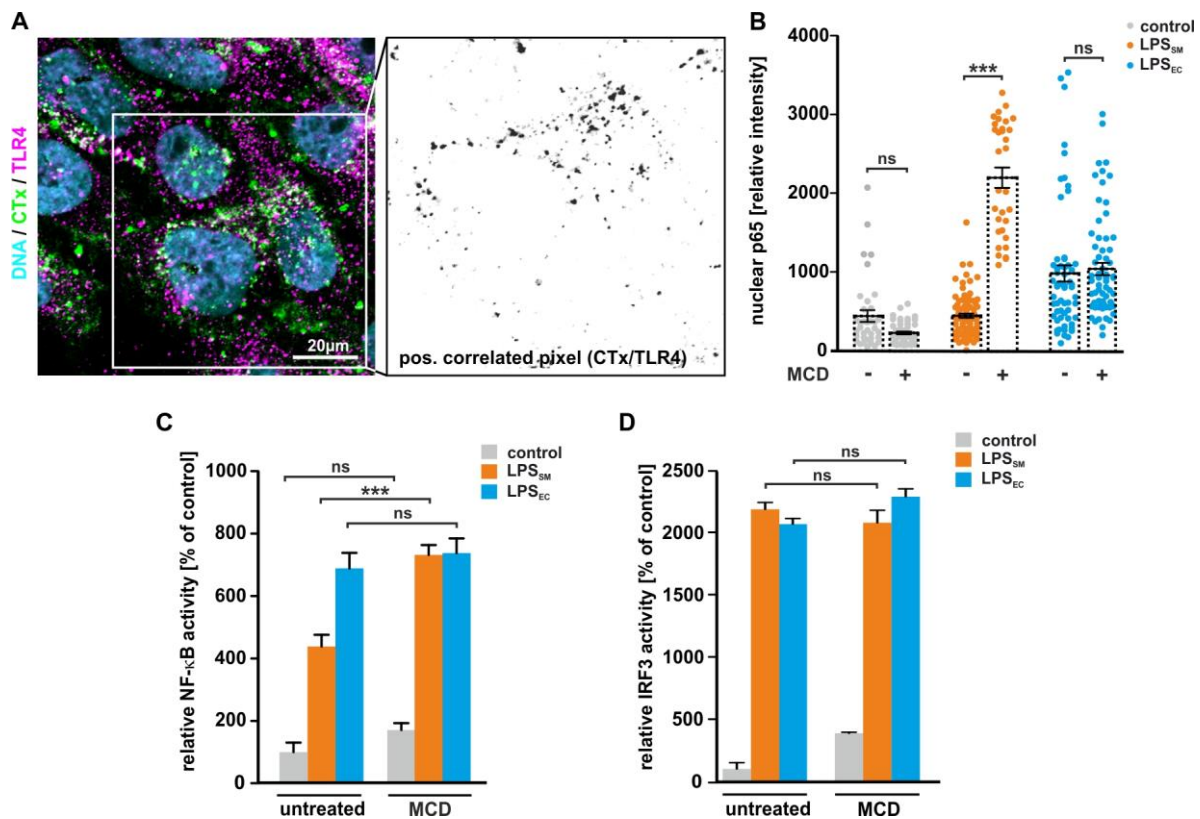 A
DNA / CTx / TLR4
20µm
pos. correlated pixel (CTx/TLR4)
B
control
LPSSM
LPSEC
nuclear p65 [relative intensity]
4000
3000
2000
1000
0
ns
***
ns
MCD - + - + - +
C
control
LPSSM
LPSEC
relative NF-κB activity [% of control]
1000
800
600
400
200
0
ns
***
ns
untreated MCD
D
control
LPSSM
LPSEC
relative IRF3 activity [% of control]
2500
2000
1500
1000
500
0
ns
ns
untreated MCD